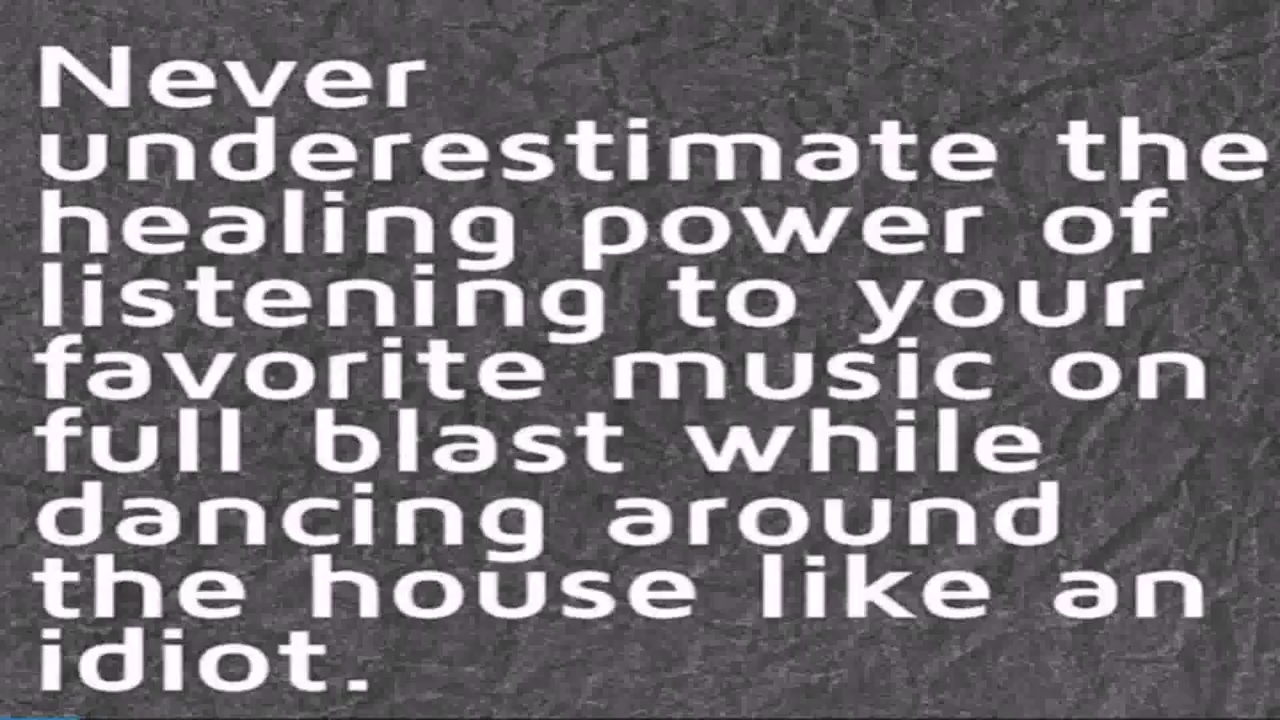 Never
underestimate the
healing power of
listening to your
favorite music on
full blast while
dancing around
the house like an
idiot.